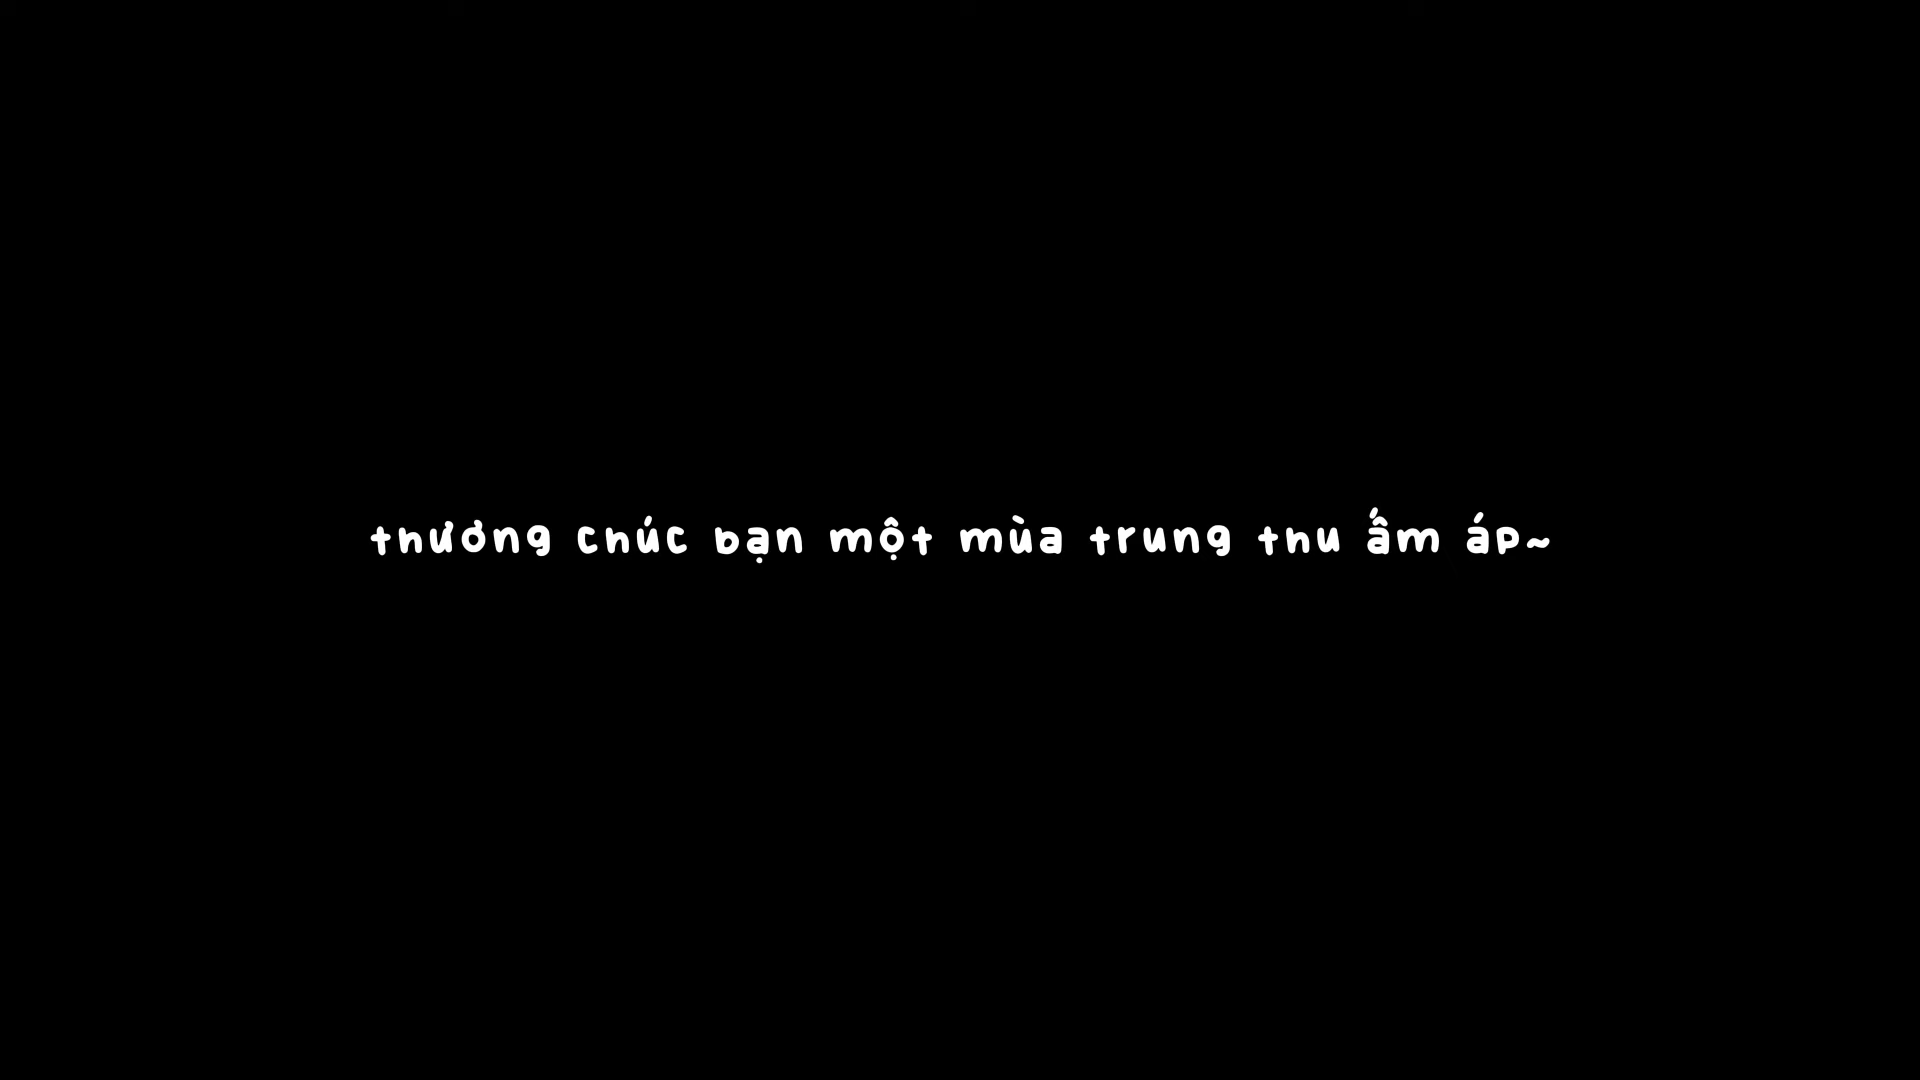 thương chúc bạn một mùa trung thu ấm áp~